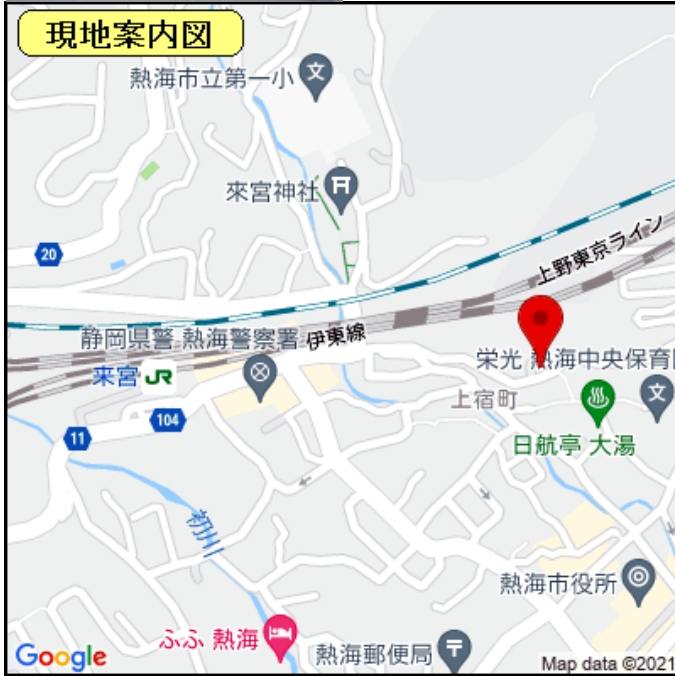 現地案内図
熱海市立第一小
文
來宮神社
20
上野東京ライン
静岡県警 熱海警察署
伊東線
来宮 JR
栄光 熱海中央保育園
上宿町
文
104
11
日航亭 大湯
初川
熱海市役所
ふふ 熱海
熱海郵便局
Google
Map data ©2021